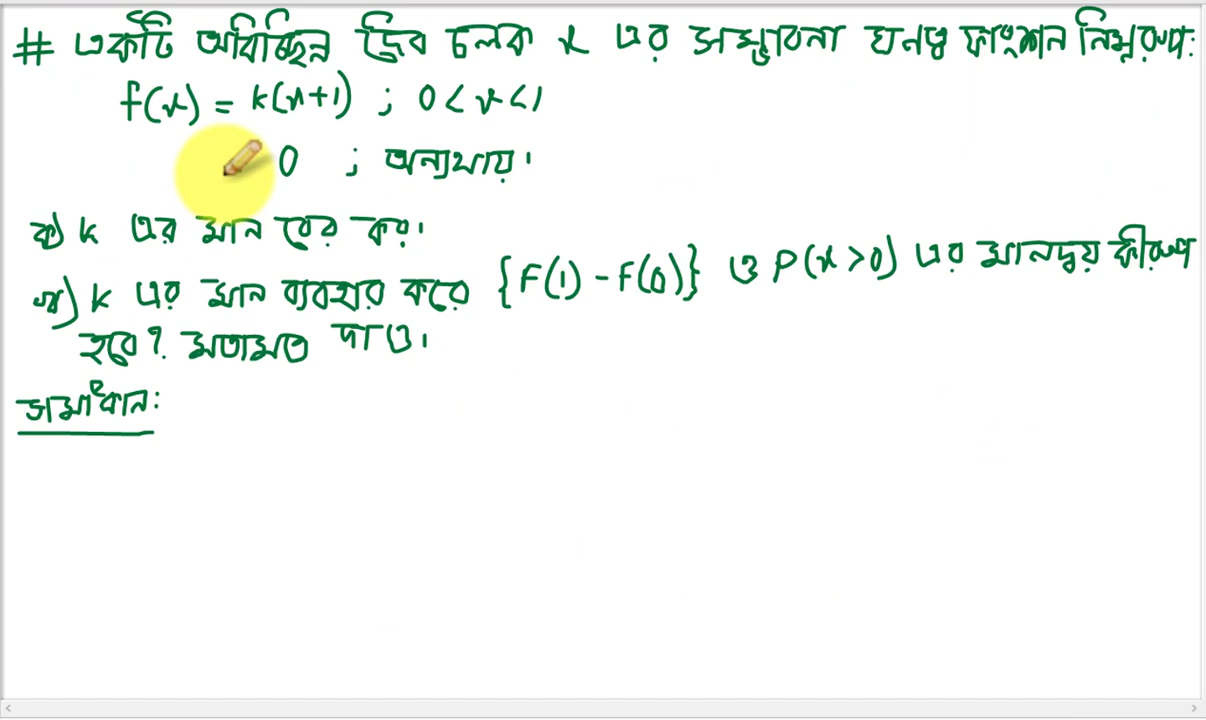 # একটি অবিচ্ছিন্ন দ্বৈব চলক x এর সম্ভাবনা ঘনত্ব ফাংশন নিম্নরূপ:
f(x) = k(x+1) ; 0 < x < 1
0 ; অন্যথায়।
ক) k এর মান বের কর।
খ) k এর মান ব্যবহার করে {F(1) - F(0)} ও P(x > 0) এর মানদ্বয় কীরূপ
হবে? মতামত দাও।
সমাধান: